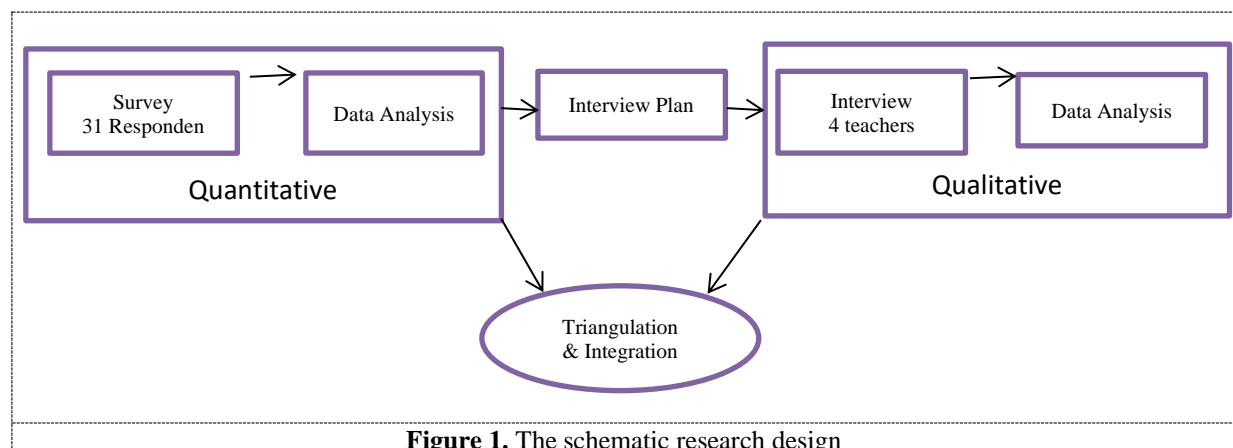 Survey
31 Responden
Data Analysis
Quantitative
Interview Plan
Interview
4 teachers
Data Analysis
Qualitative
Triangulation
& Integration
Figure 1. The schematic research design